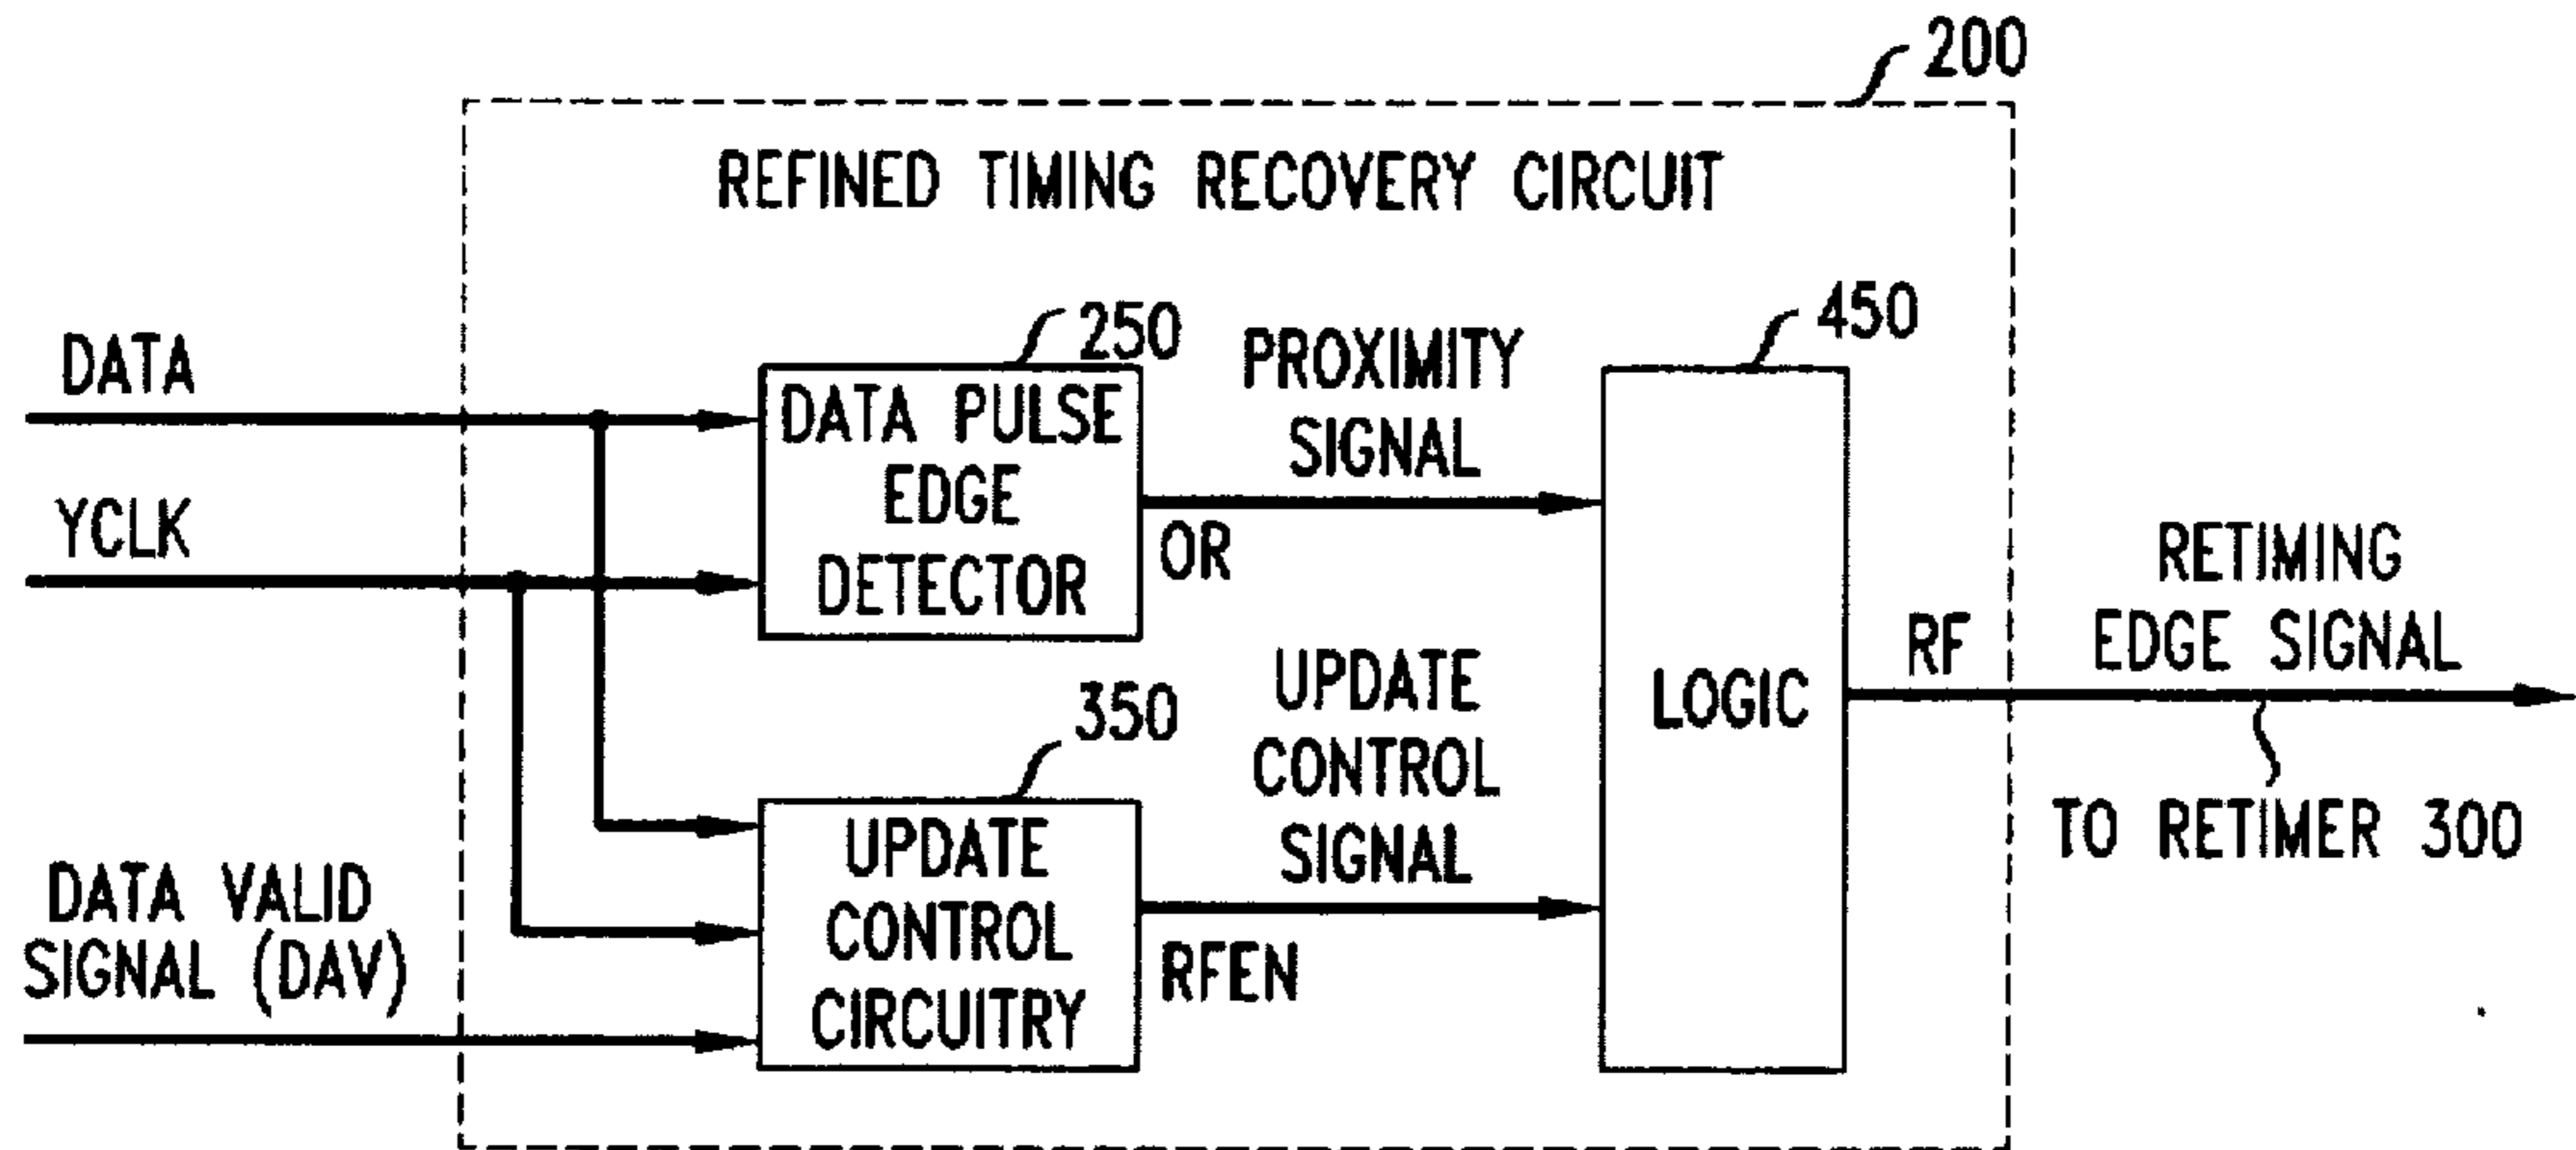 200
REFINED TIMING RECOVERY CIRCUIT
DATA
YCLK
DATA VALID
SIGNAL (DAV)
250
DATA PULSE
EDGE
DETECTOR
PROXIMITY
SIGNAL
OR
350
UPDATE
CONTROL
CIRCUITRY
UPDATE
CONTROL
SIGNAL
RFEN
450
LOGIC
RF
RETIMING
EDGE SIGNAL
TO RETIMER 300